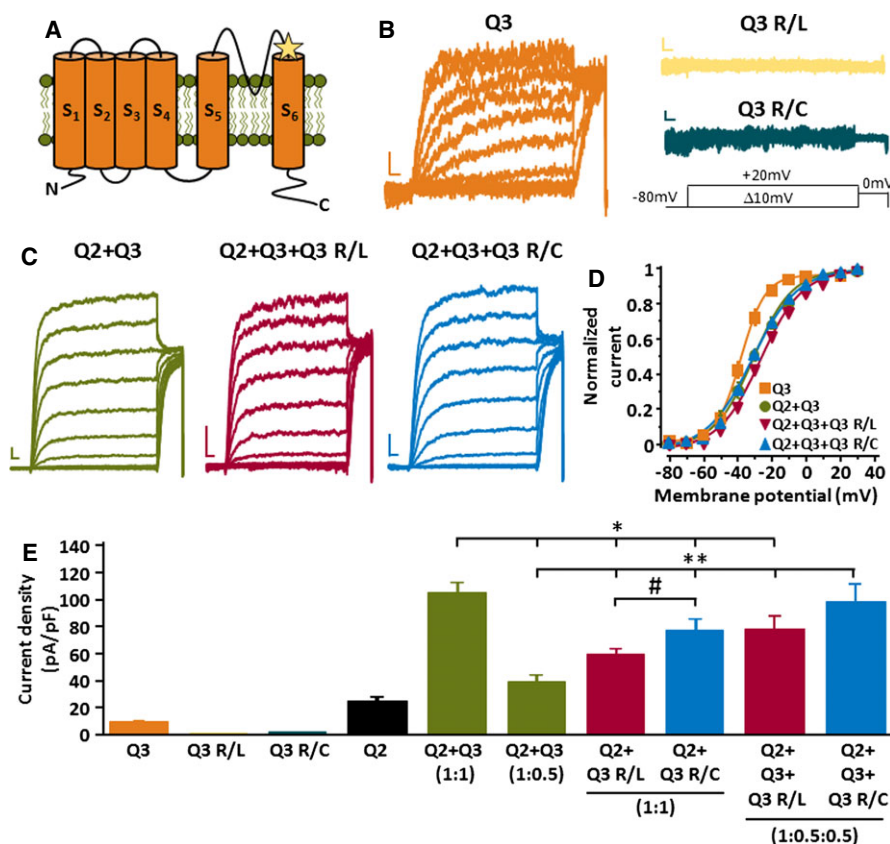 A
S1 S2 S3 S4 S5 S6
N
C
B
Q3
Q3 R/L
Q3 R/C
+20mV
-80mV
0mV
Δ10mV
C
Q2+Q3
Q2+Q3+Q3 R/L
Q2+Q3+Q3 R/C
D
Normalized current
1
0.8
0.6
0.4
0.2
0
-80 -60 -40 -20 0 20 40
Membrane potential (mV)
Q3
Q2+Q3
Q2+Q3+Q3 R/L
Q2+Q3+Q3 R/C
E
Current density
(pA/pF)
140
120
100
80
60
40
20
0
*
**
#
Q3
Q3 R/L
Q3 R/C
Q2
Q2+Q3
(1:1)
Q2+Q3
(1:0.5)
Q2+
Q3 R/L
Q2+
Q3 R/C
(1:1)
Q2+
Q3+
Q3 R/L
Q2+
Q3+
Q3 R/C
(1:0.5:0.5)